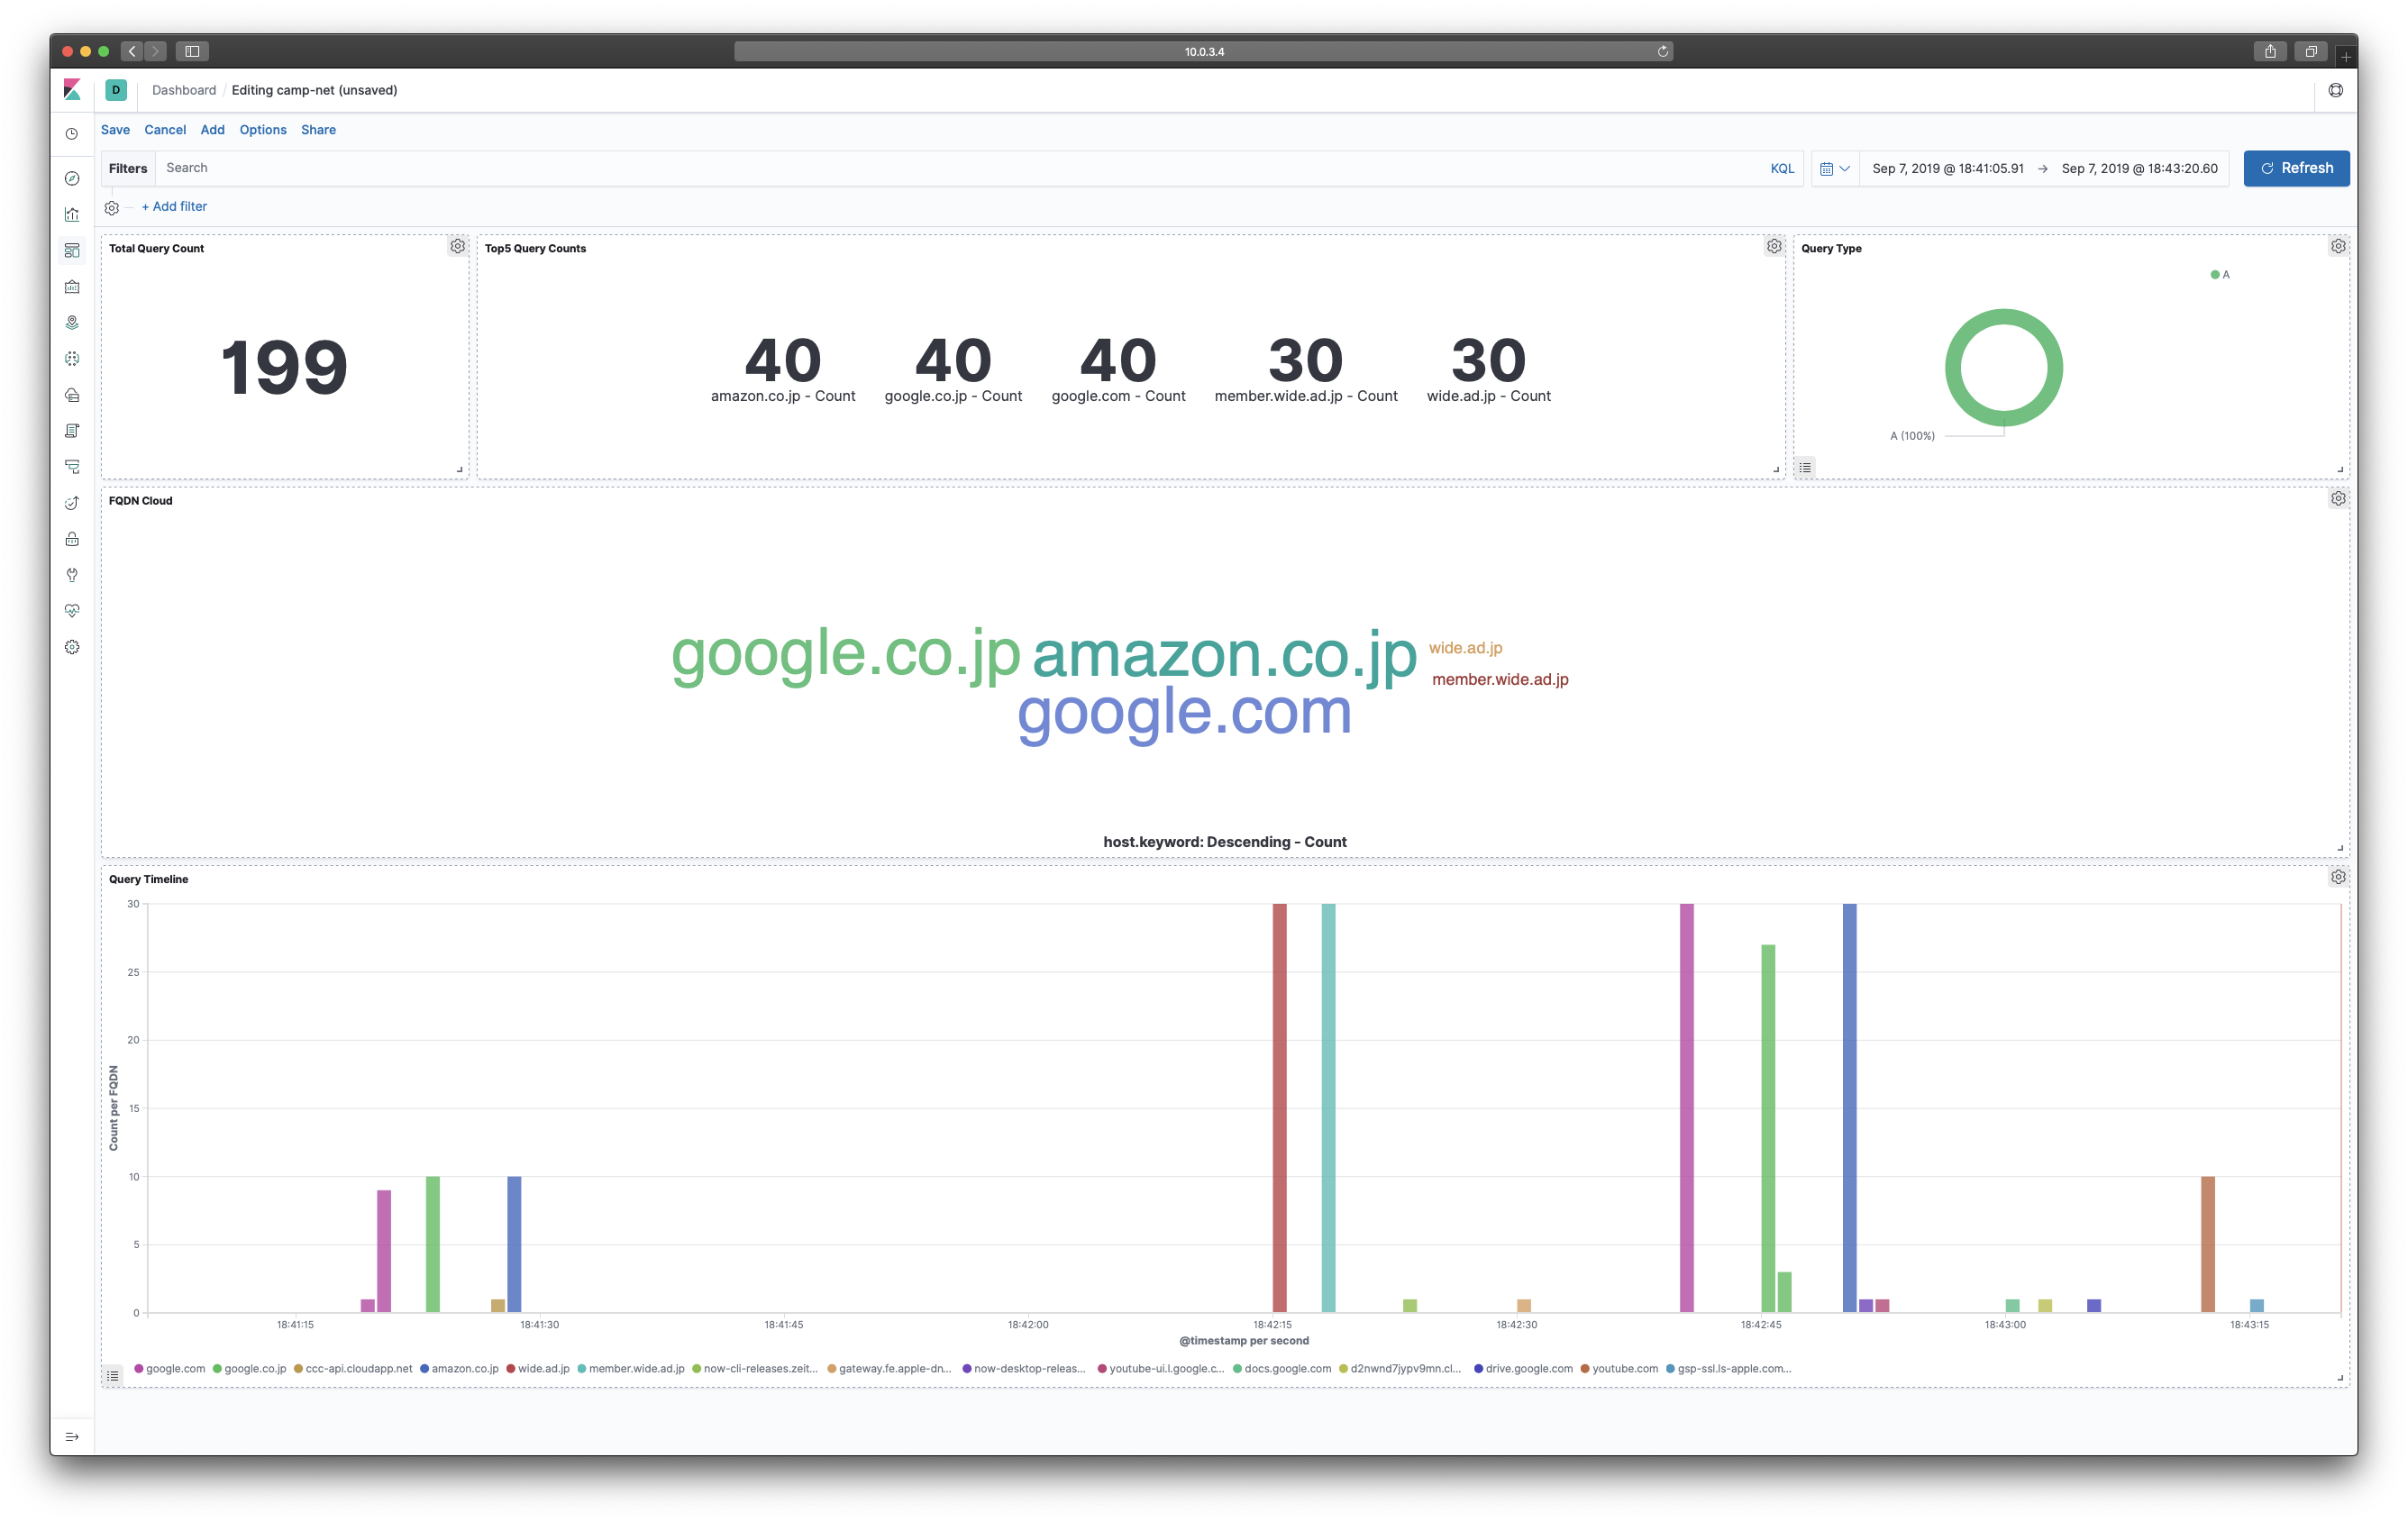 10.0.3.4
D Dashboard / Editing camp-net (unsaved)
Save Cancel Add Options Share
Filters Search KQL Sep 7, 2019 @ 18:41:05.91 → Sep 7, 2019 @ 18:43:20.60 Refresh
+ Add filter
Total Query Count
199
Top5 Query Counts
40 40 40 30 30
amazon.co.jp - Count google.co.jp - Count google.com - Count member.wide.ad.jp - Count wide.ad.jp - Count
Query Type
A
A (100%)
FQDN Cloud
google.co.jp amazon.co.jp wide.ad.jp
member.wide.ad.jp
google.com
host.keyword: Descending - Count
Query Timeline
30
25
20
15
10
5
0
Count per FQDN
18:41:15 18:41:30 18:41:45 18:42:00 18:42:15 18:42:30 18:42:45 18:43:00 18:43:15
@timestamp per second
google.com google.co.jp ccc-api.cloudapp.net amazon.co.jp wide.ad.jp member.wide.ad.jp now-cli-releases.zeit... gateway.fe.apple-dn... now-desktop-releas... youtube-ui.l.google.c... docs.google.com d2nwnd7jypv9mn.cl... drive.google.com youtube.com gsp-ssl.ls-apple.com...